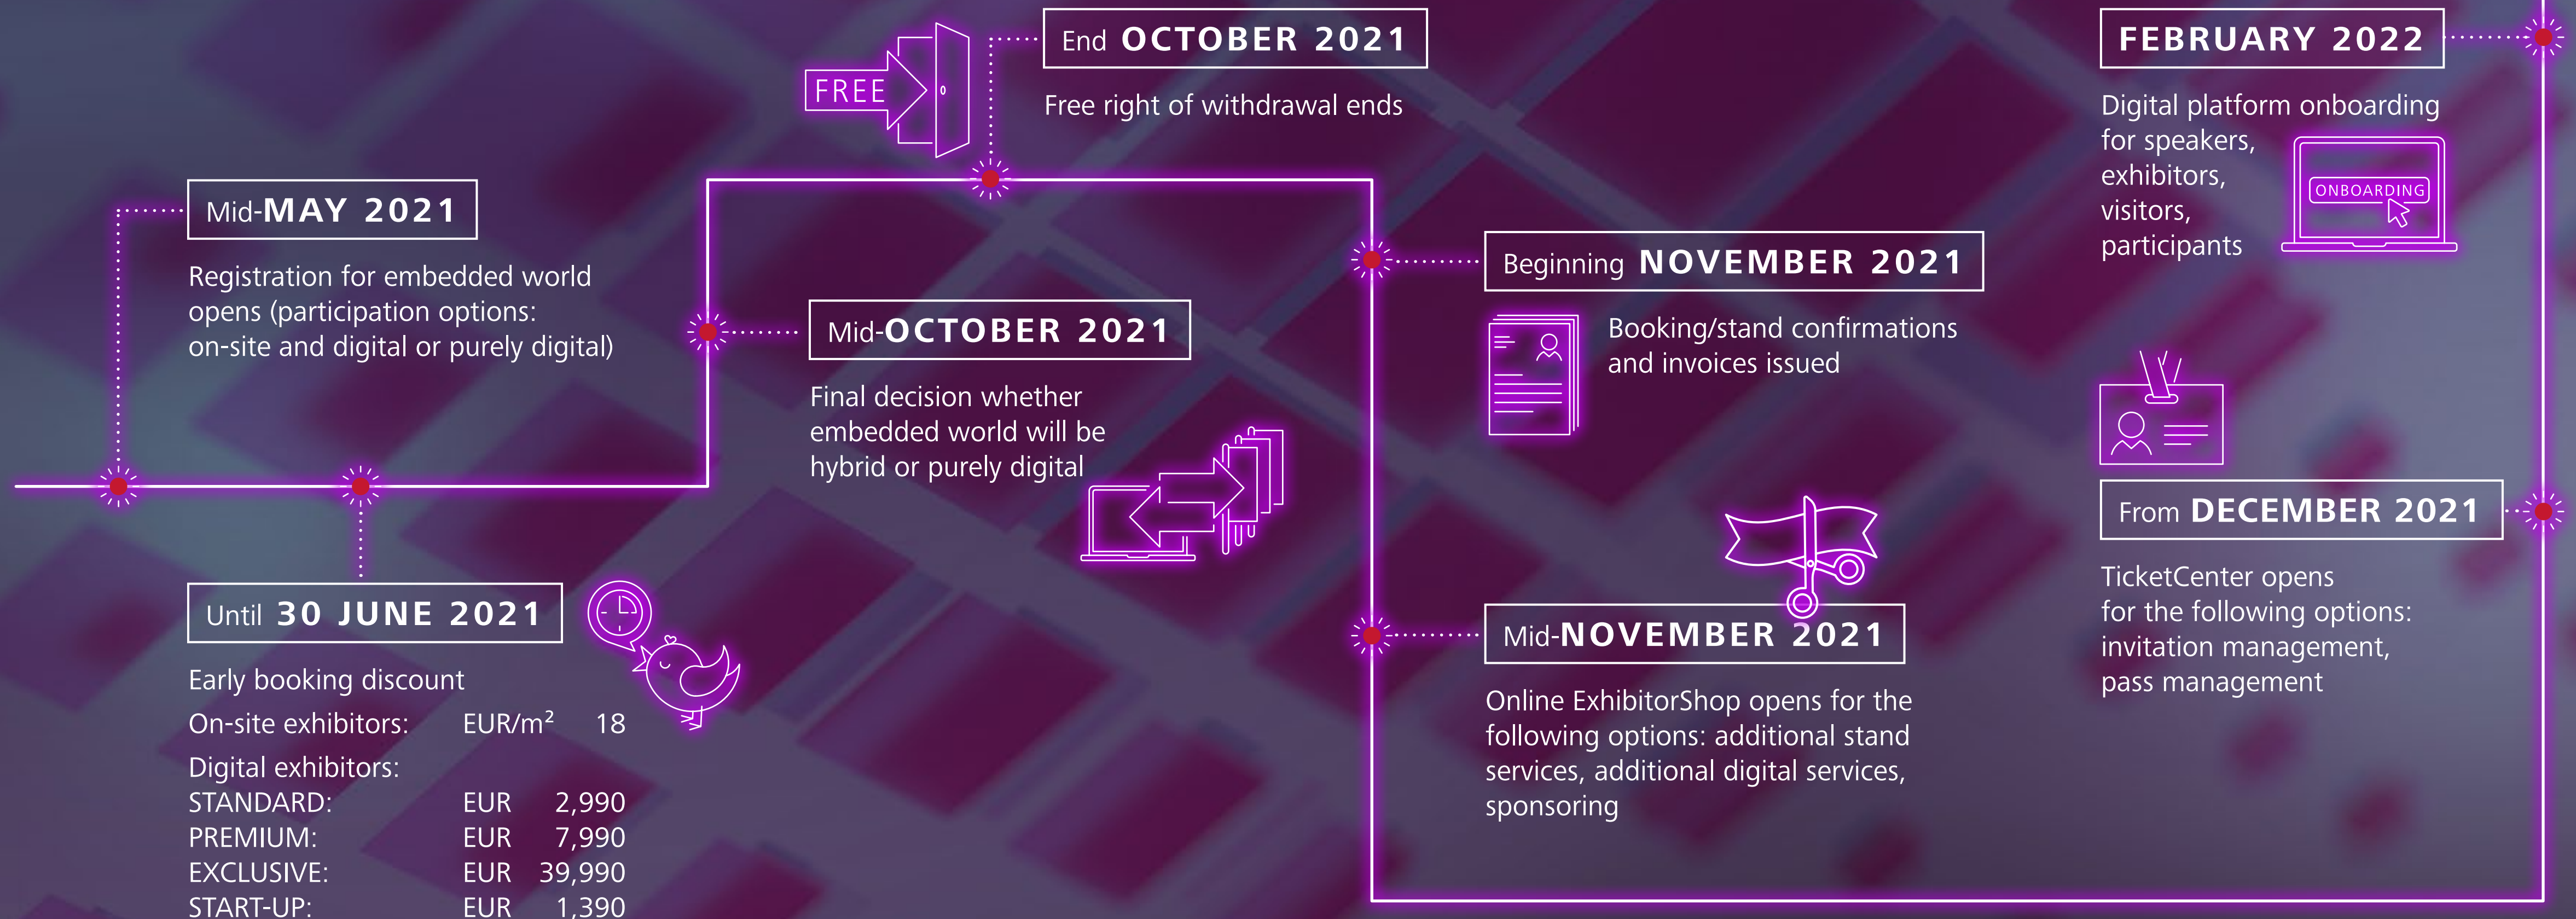 Mid-MAY 2021
Registration for embedded world
opens (participation options:
on-site and digital or purely digital)
Until 30 JUNE 2021
Early booking discount
On-site exhibitors: EUR/m² 18
Digital exhibitors:
STANDARD: EUR 2,990
PREMIUM: EUR 7,990
EXCLUSIVE: EUR 39,990
START-UP: EUR 1,390
Mid-OCTOBER 2021
Final decision whether
embedded world will be
hybrid or purely digital
FREE
End OCTOBER 2021
Free right of withdrawal ends
Beginning NOVEMBER 2021
Booking/stand confirmations
and invoices issued
Mid-NOVEMBER 2021
Online ExhibitorShop opens for the
following options: additional stand
services, additional digital services,
sponsoring
From DECEMBER 2021
TicketCenter opens
for the following options:
invitation management,
pass management
FEBRUARY 2022
Digital platform onboarding
for speakers,
exhibitors,
visitors,
participants
ONBOARDING